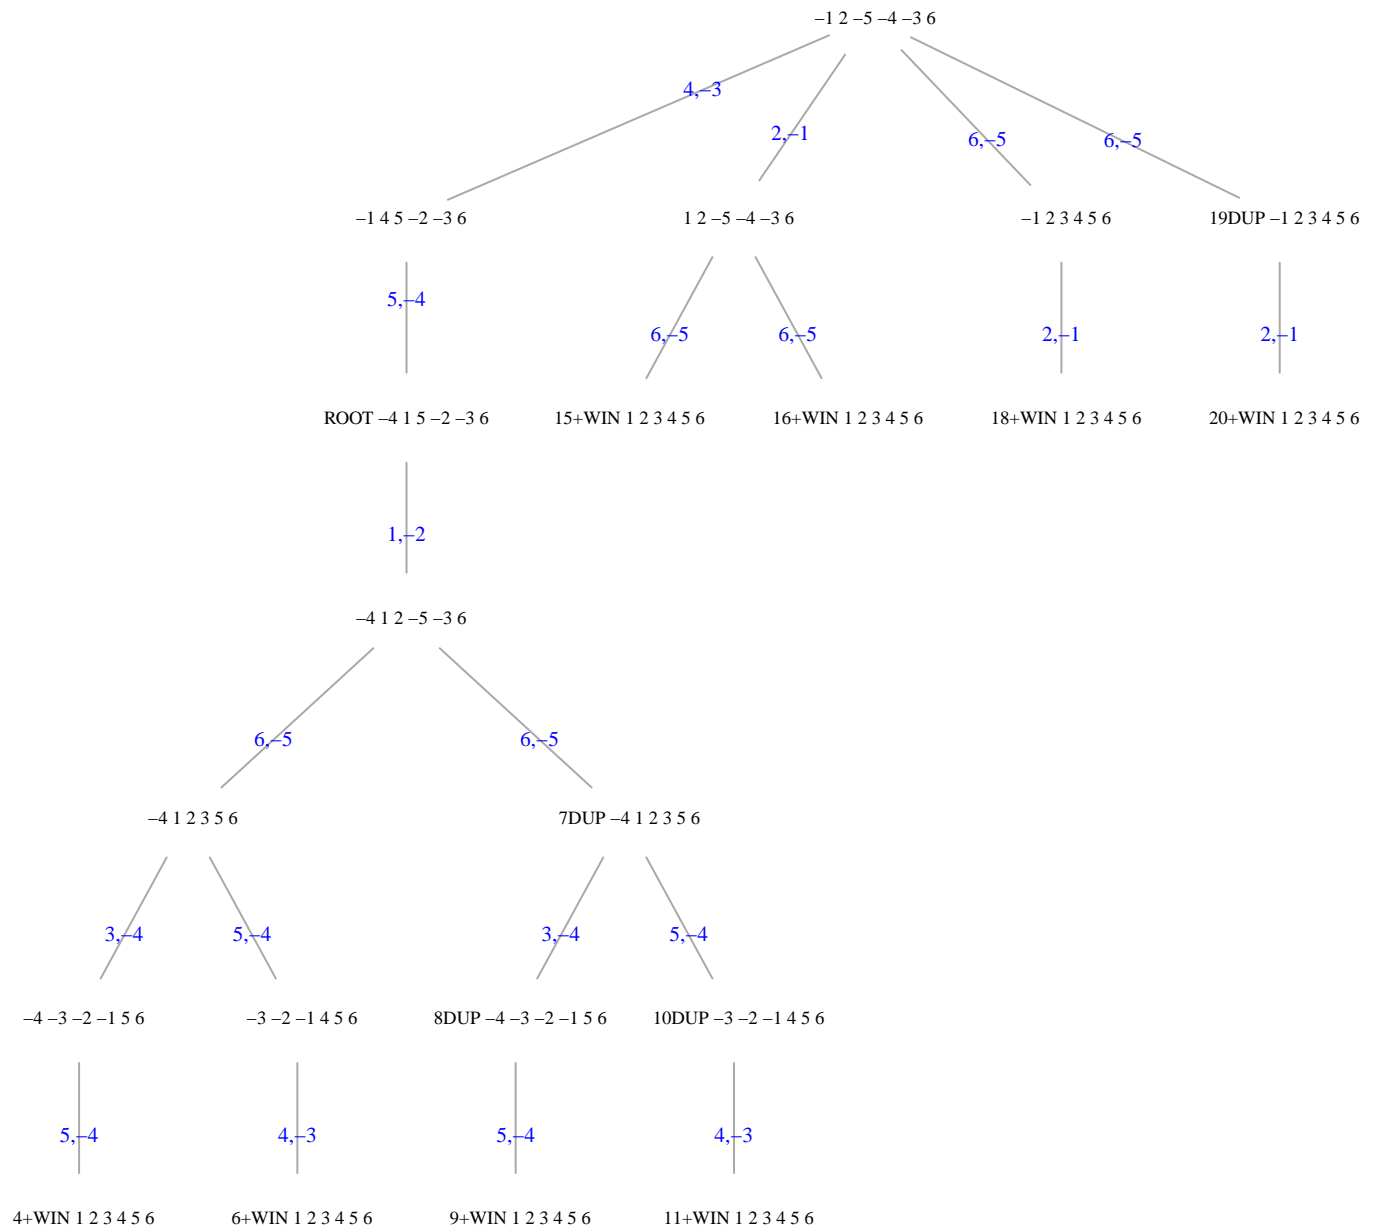 –1 2 –5 –4 –3 6
4,–3
2,–1
6,–5
6,–5
–1 4 5 –2 –3 6
1 2 –5 –4 –3 6
–1 2 3 4 5 6
19DUP –1 2 3 4 5 6
5,–4
6,–5
6,–5
2,–1
2,–1
ROOT –4 1 5 –2 –3 6
15+WIN 1 2 3 4 5 6
16+WIN 1 2 3 4 5 6
18+WIN 1 2 3 4 5 6
20+WIN 1 2 3 4 5 6
1,–2
–4 1 2 –5 –3 6
6,–5
6,–5
–4 1 2 3 5 6
7DUP –4 1 2 3 5 6
3,–4
5,–4
3,–4
5,–4
–4 –3 –2 –1 5 6
–3 –2 –1 4 5 6
8DUP –4 –3 –2 –1 5 6
10DUP –3 –2 –1 4 5 6
5,–4
4,–3
5,–4
4,–3
4+WIN 1 2 3 4 5 6
6+WIN 1 2 3 4 5 6
9+WIN 1 2 3 4 5 6
11+WIN 1 2 3 4 5 6